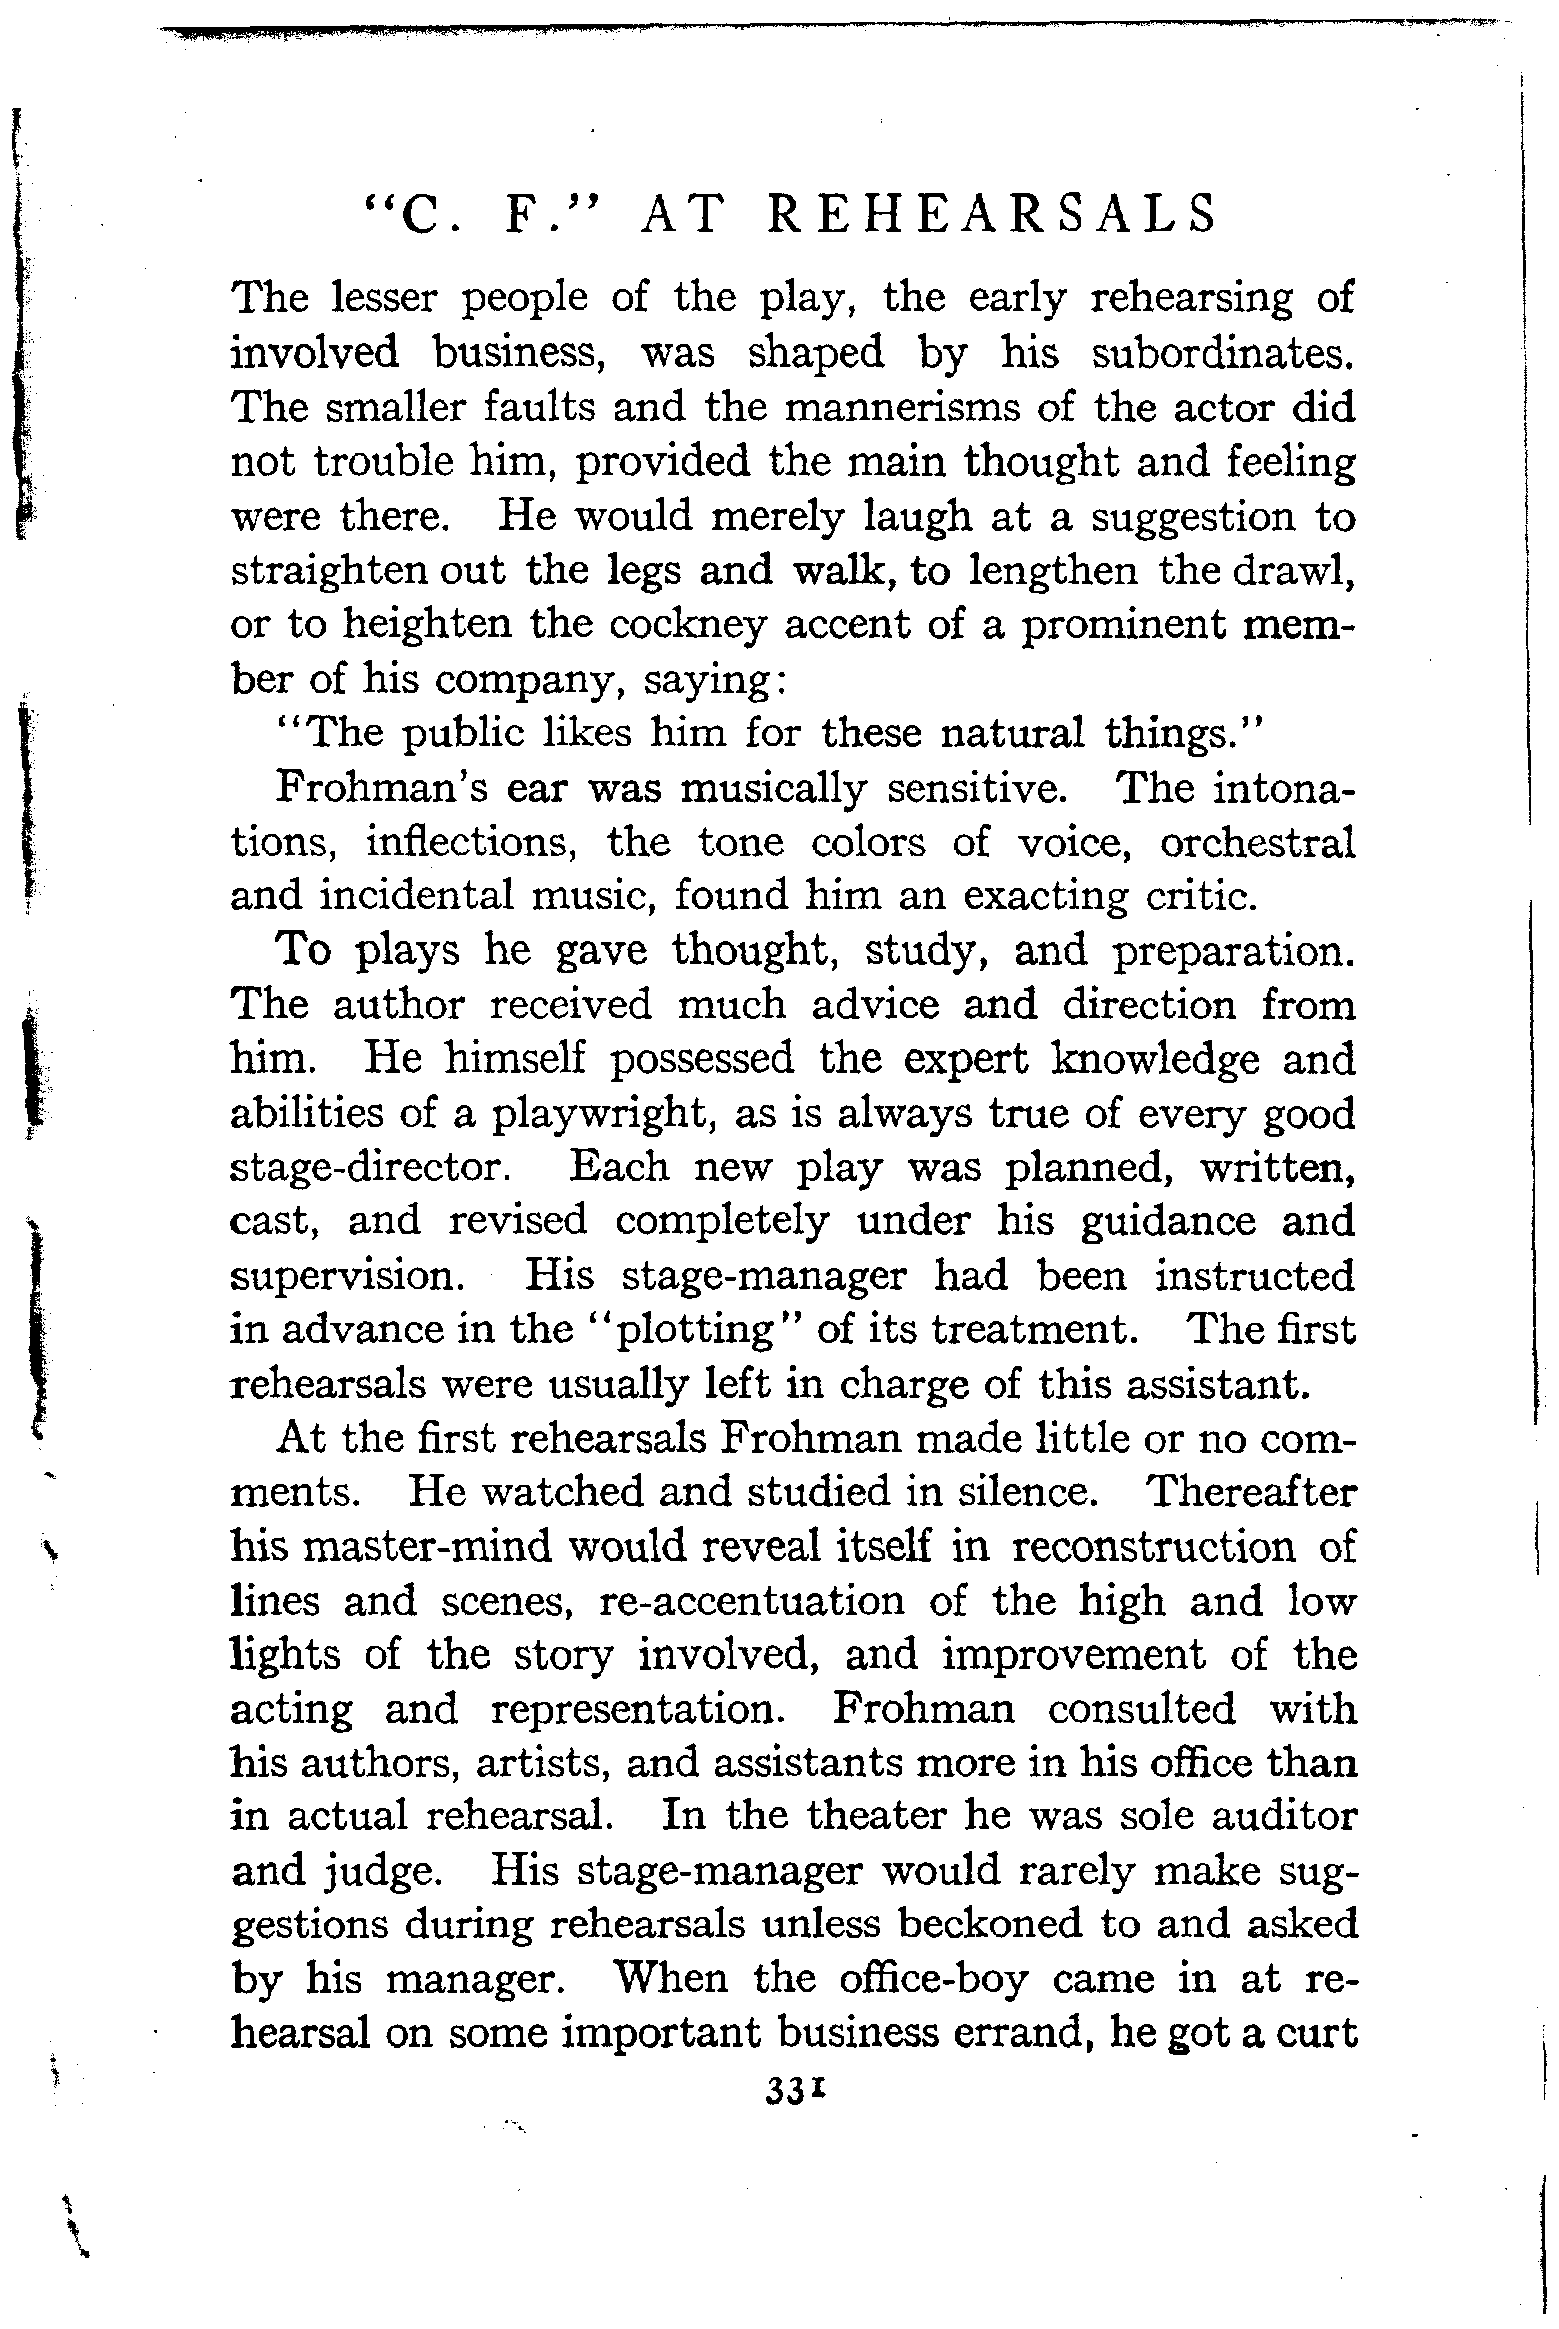 "C. F." AT REHEARSALS
The lesser people of the play, the early rehearsing of
involved business, was shaped by his subordinates.
The smaller faults and the mannerisms of the actor did
not trouble him, provided the main thought and feeling
were there. He would merely laugh at a suggestion to
straighten out the legs and walk, to lengthen the drawl,
or to heighten the cockney accent of a prominent mem-
ber of his company, saying:
"The public likes him for these natural things."
Frohman's ear was musically sensitive. The intona-
tions, inflections, the tone colors of voice, orchestral
and incidental music, found him an exacting critic.
To plays he gave thought, study, and preparation.
The author received much advice and direction from
him. He himself possessed the expert knowledge and
abilities of a playwright, as is always true of every good
stage-director. Each new play was planned, written,
cast, and revised completely under his guidance and
supervision. His stage-manager had been instructed
in advance in the "plotting" of its treatment. The first
rehearsals were usually left in charge of this assistant.
At the first rehearsals Frohman made little or no com-
ments. He watched and studied in silence. Thereafter
his master-mind would reveal itself in reconstruction of
lines and scenes, re-accentuation of the high and low
lights of the story involved, and improvement of the
acting and representation. Frohman consulted with
his authors, artists, and assistants more in his office than
in actual rehearsal. In the theater he was sole auditor
and judge. His stage-manager would rarely make sug-
gestions during rehearsals unless beckoned to and asked
by his manager. When the office-boy came in at re-
hearsal on some important business errand, he got a curt
331